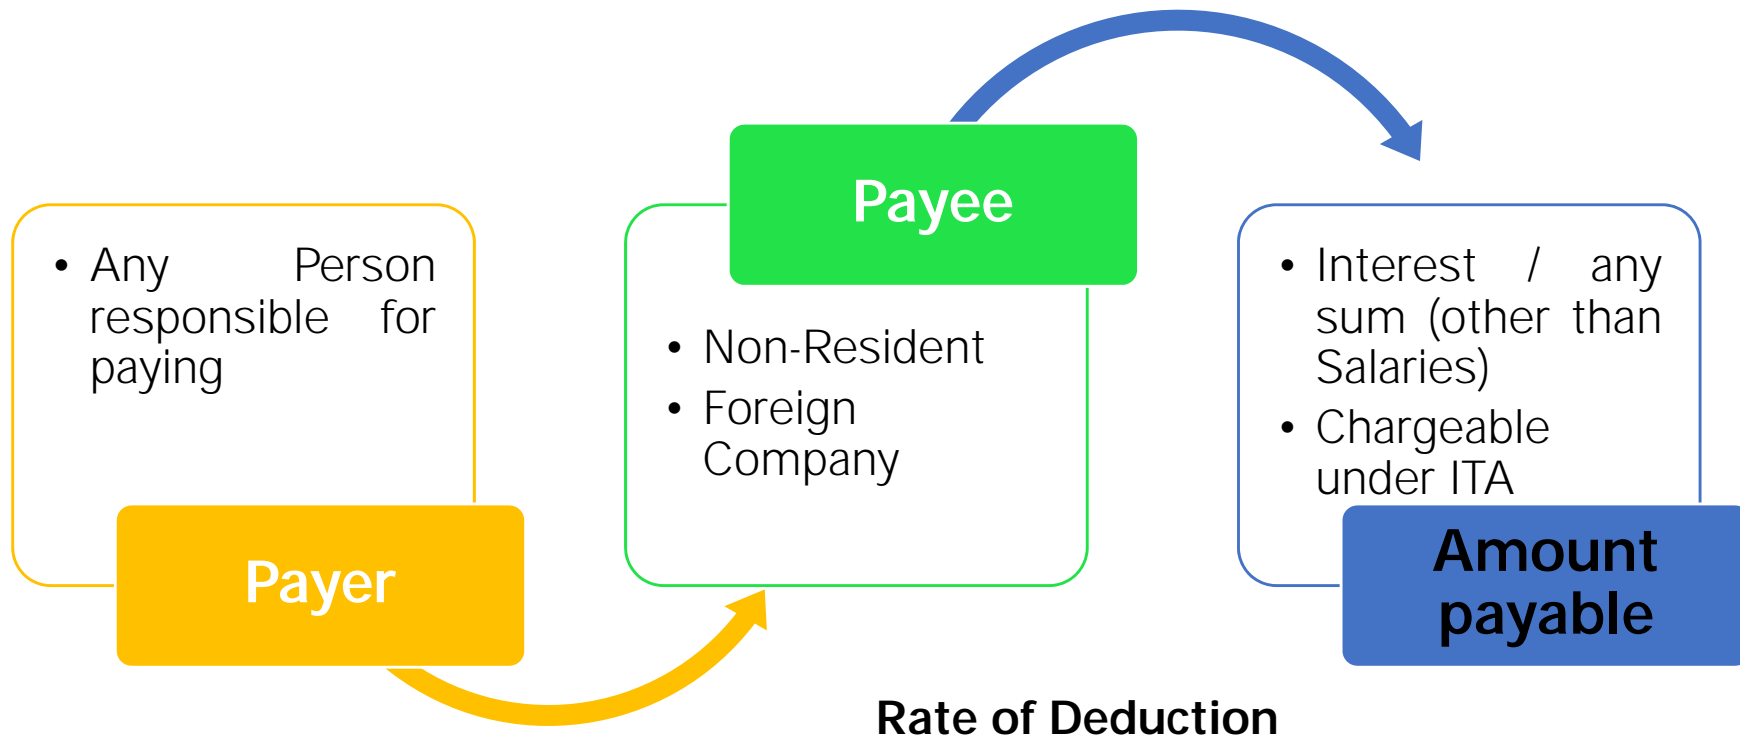 • Any Person
responsible for
paying
Payer
Payee
• Non-Resident
• Foreign
Company
• Interest / any
sum (other than
Salaries)
• Chargeable
under ITA
Amount
payable
Rate of Deduction